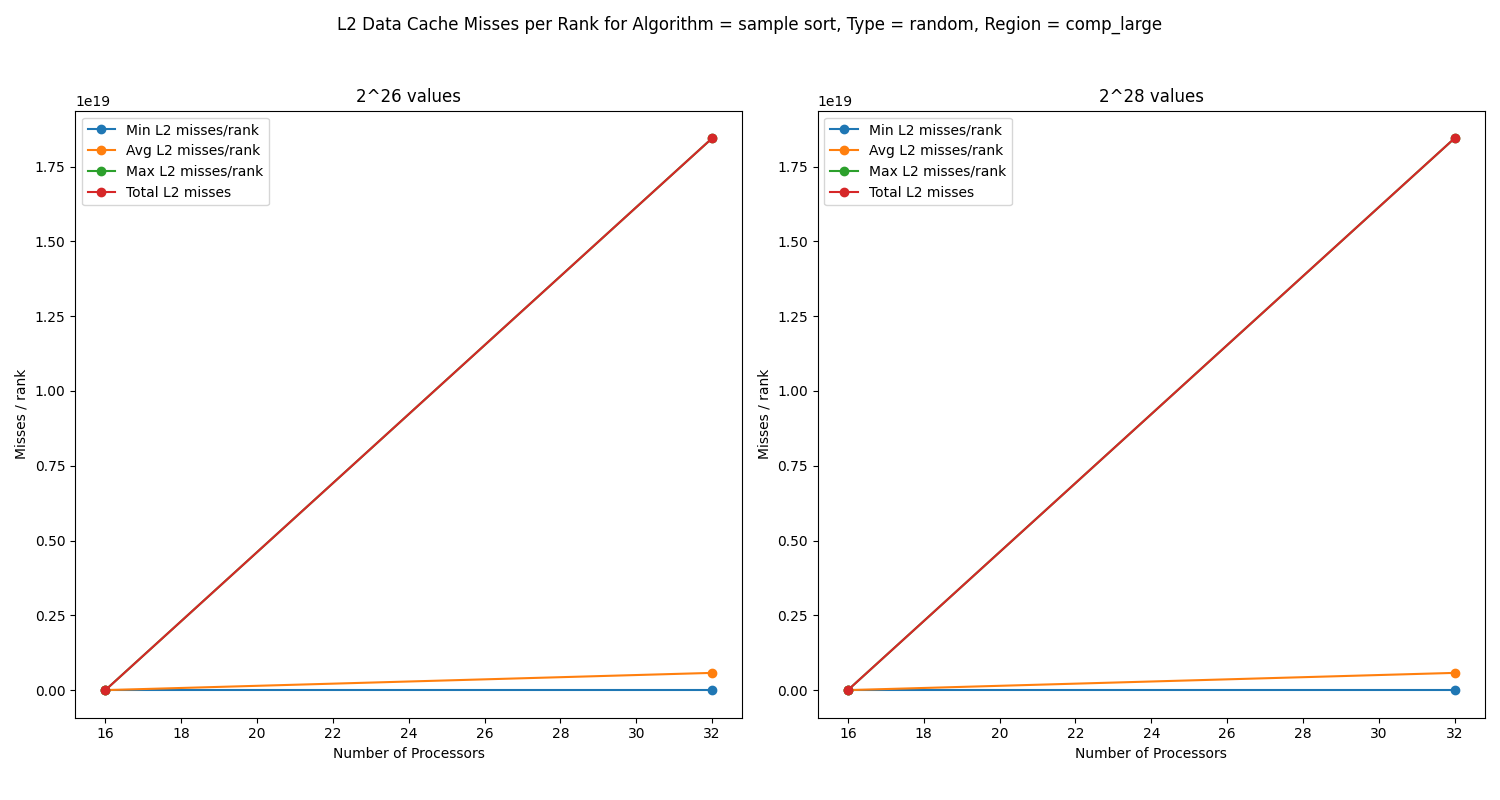 L2 Data Cache Misses per Rank for Algorithm = sample sort, Type = random, Region = comp_large
2^26 values
1e19
Min L2 misses/rank
Avg L2 misses/rank
Max L2 misses/rank
Total L2 misses
1.75
1.50
1.25
1.00
0.75
0.50
0.25
0.00
Misses / rank
16 18 20 22 24 26 28 30 32
Number of Processors
2^28 values
1e19
Min L2 misses/rank
Avg L2 misses/rank
Max L2 misses/rank
Total L2 misses
1.75
1.50
1.25
1.00
0.75
0.50
0.25
0.00
Misses / rank
16 18 20 22 24 26 28 30 32
Number of Processors